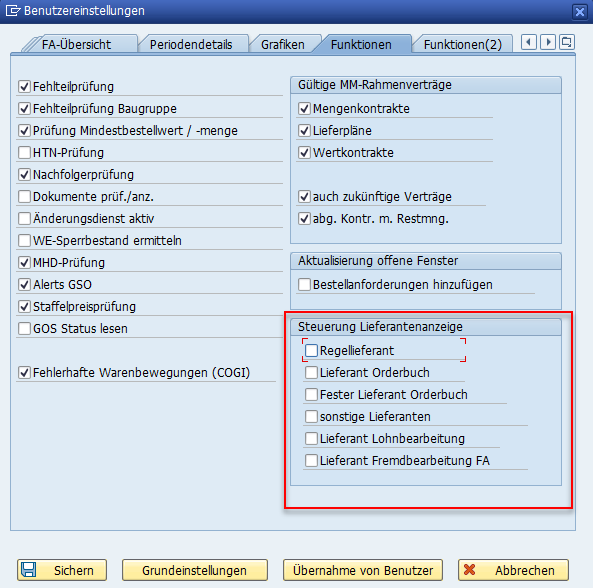 Benutzereinstellungen
FA-Übersicht
Periodendetails
Grafiken
Funktionen
Funktionen(2)
Fehlteilprüfung
Fehlteilprüfung Baugruppe
Prüfung Mindestbestellwert / -menge
HTN-Prüfung
Nachfolgerprüfung
Dokumente prüf./anz.
Änderungsdienst aktiv
WE-Sperrbestand ermitteln
MHD-Prüfung
Alerts GSO
Staffelpreisprüfung
GOS Status lesen
Fehlerhafte Warenbewegungen (COGI)
Gültige MM-Rahmenverträge
Mengenkontrakte
Lieferpläne
Wertkontrakte
auch zukünftige Verträge
abg. Kontr. m. Restmng.
Aktualisierung offene Fenster
Bestellanforderungen hinzufügen
Steuerung Lieferantenanzeige
Regellieferant
Lieferant Orderbuch
Fester Lieferant Orderbuch
sonstige Lieferanten
Lieferant Lohnbearbeitung
Lieferant Fremdbearbeitung FA
Sichern
Grundeinstellungen
Übernahme von Benutzer
Abbrechen